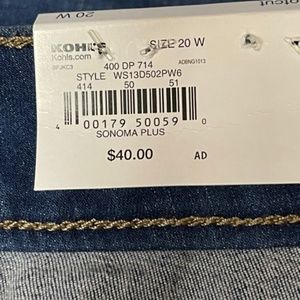 20 W
KOHL'S SIZE 20 W
Kohls.com
400 DP 714
STYLE WS13D502PW6
414 50 51
4 00179 50059 0
SONOMA PLUS
$40.00 AD